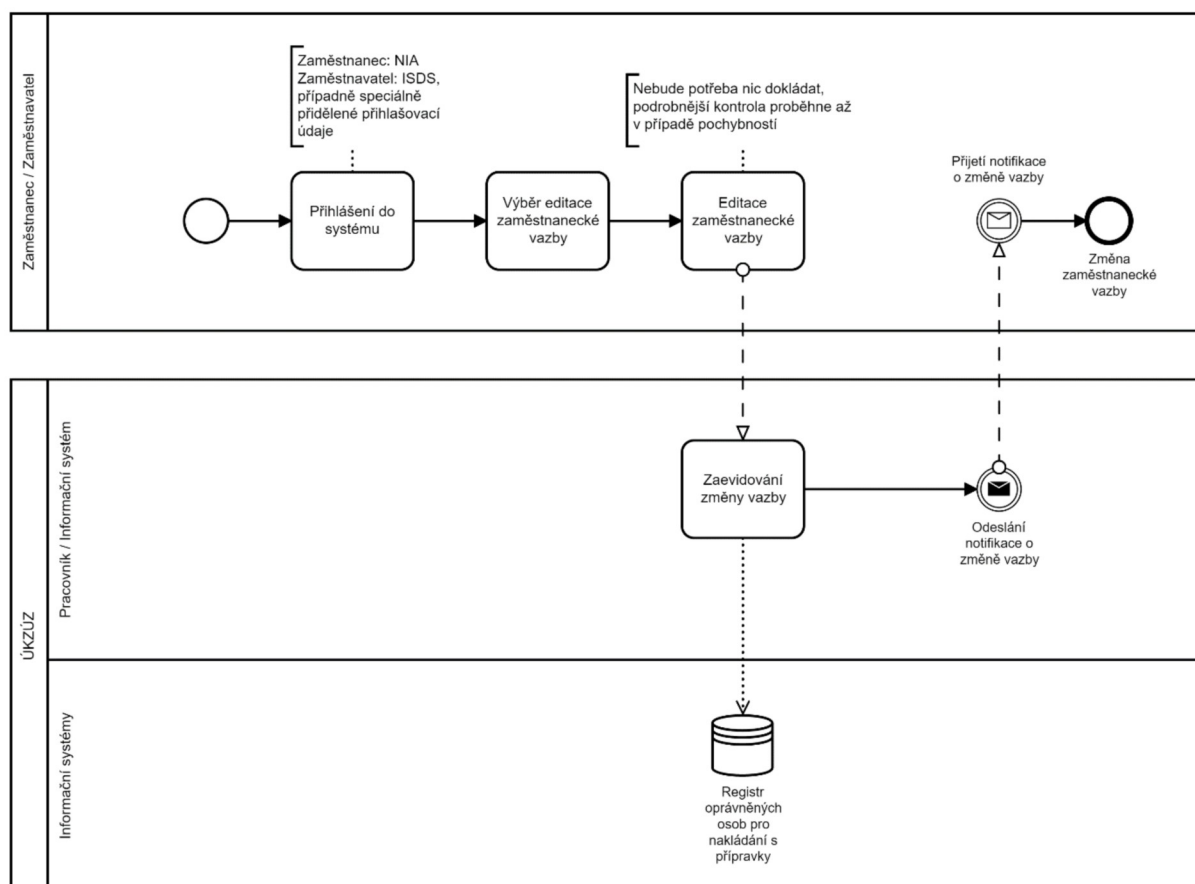 Zaměstnanec / Zaměstnavatel
Zaměstnanec: NIA
Zaměstnavatel: ISDS,
případně speciálně
přidělené přihlašovací
údaje
Nebude potřeba nic dokládat,
podrobnější kontrola proběhne až
v případě pochybností
Přihlášení do
systému
Výběr editace
zaměstnanecké
vazby
Editace
zaměstnanecké
vazby
Přijetí notifikace
o změně vazby
Změna
zaměstnanecké
vazby
ÚKZÚZ
Pracovník / Informační systém
Zaevidování
změny vazby
Odeslání
notifikace o
změně vazby
Informační systémy
Registr
oprávněných
osob pro
nakládání s
přípravky